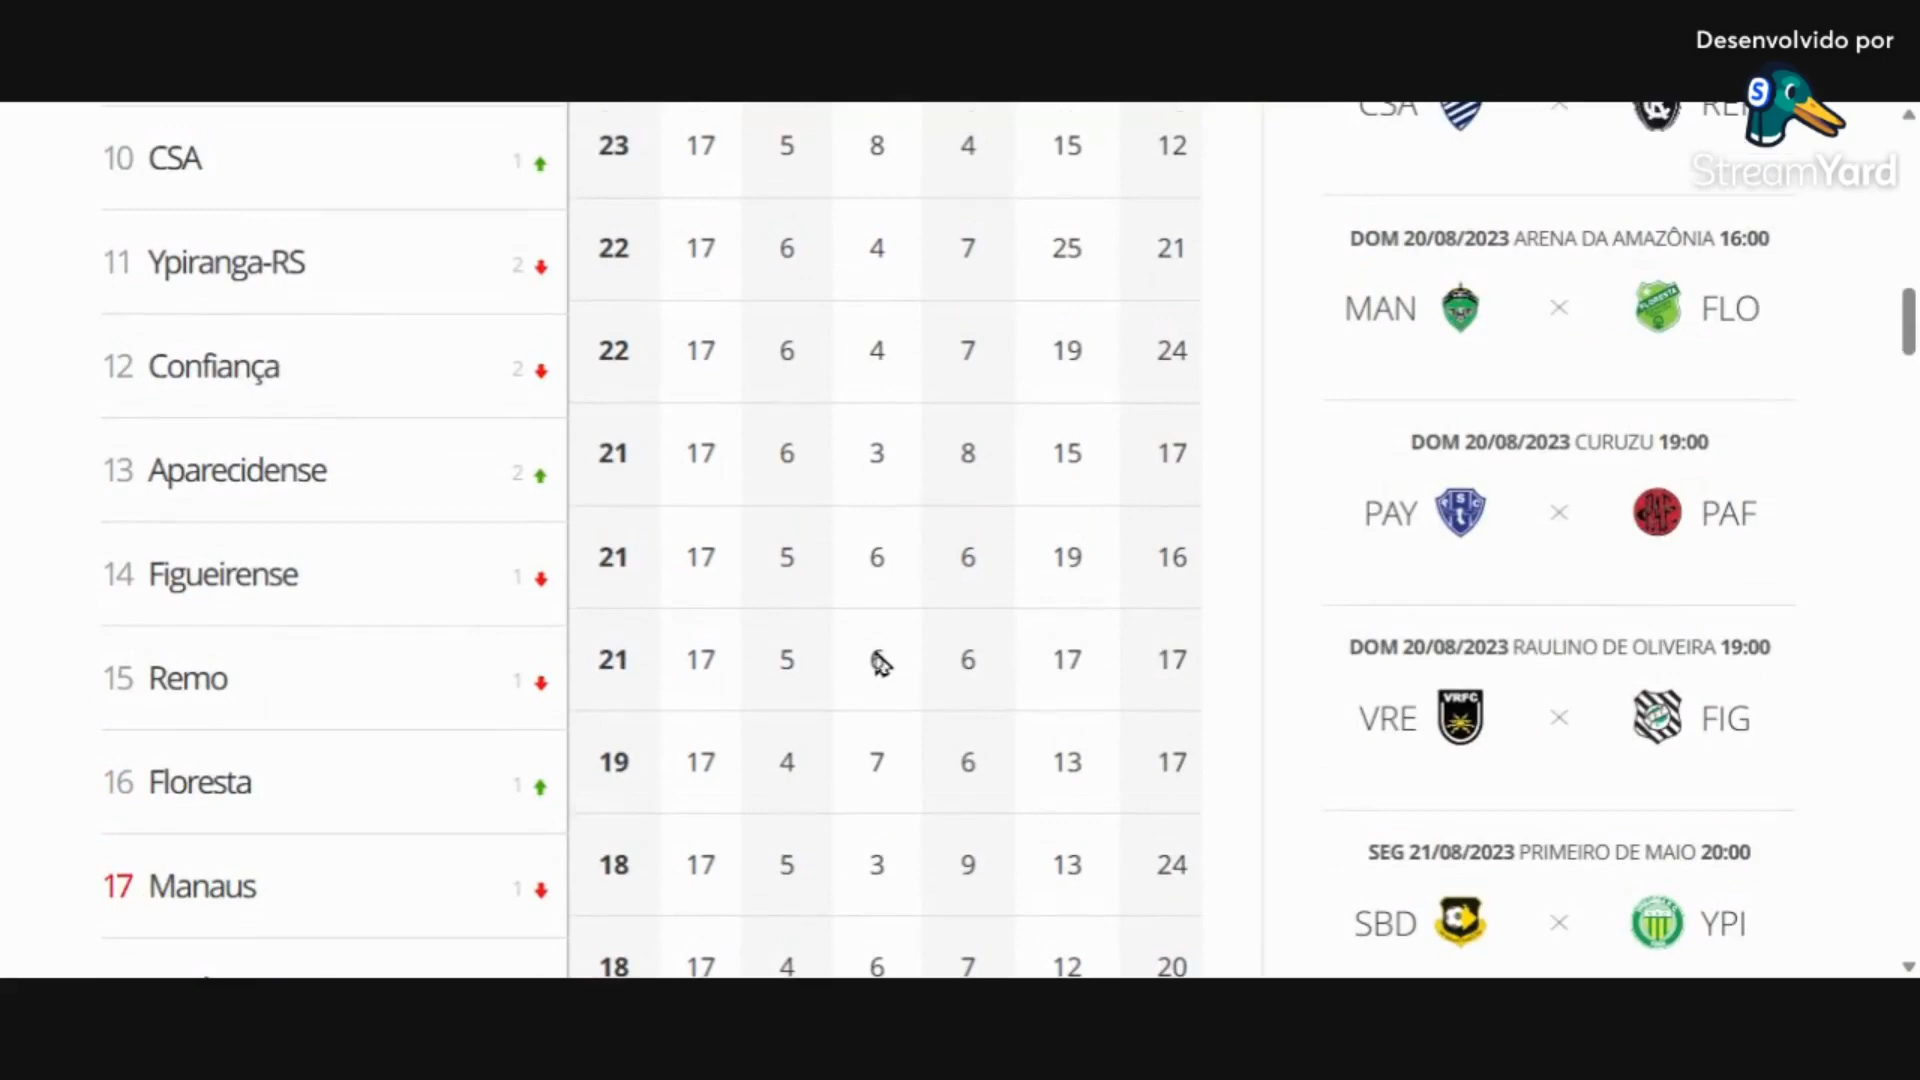 Desenvolvido por
StreamYard
10 CSA 1 23 17 5 8 4 15 12
11 Ypiranga-RS 2 22 17 6 4 7 25 21
12 Confiança 2 22 17 6 4 7 19 24
13 Aparecidense 2 21 17 6 3 8 15 17
14 Figueirense 1 21 17 5 6 6 19 16
15 Remo 1 21 17 5 6 17 17
16 Floresta 1 19 17 4 7 6 13 17
17 Manaus 1 18 17 5 3 9 13 24
18 17 4 6 7 12 20
CSA ×
DOM 20/08/2023 ARENA DA AMAZÔNIA 16:00
MAN × FLORESTA FLO
DOM 20/08/2023 CURUZU 19:00
PAY PSC × PAF
DOM 20/08/2023 RAULINO DE OLIVEIRA 19:00
VRE VRFC × FIG
SEG 21/08/2023 PRIMEIRO DE MAIO 20:00
SBD × YPI